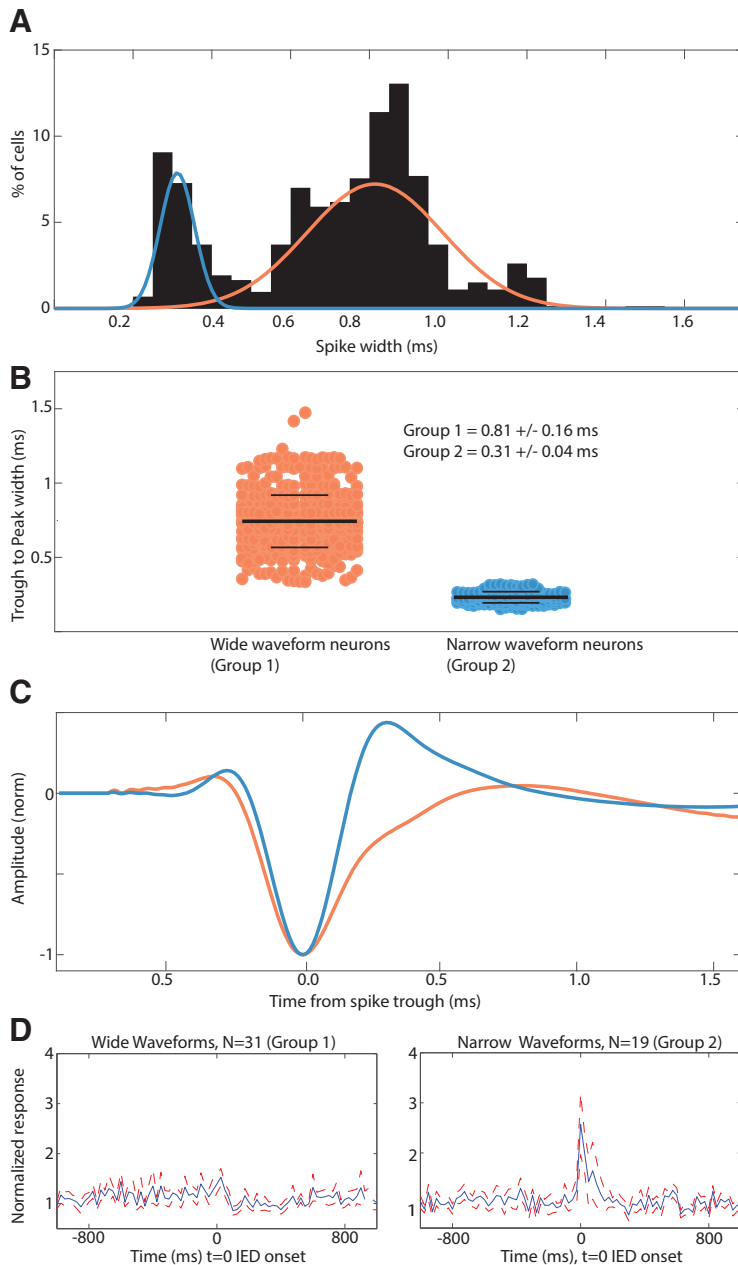 A
15
10
5
0
% of cells
0.2 0.4 0.6 0.8 1.0 1.2 1.4 1.6
Spike width (ms)
B
1.5
1
0.5
Trough to Peak width (ms)
Group 1 = 0.81 +/- 0.16 ms
Group 2 = 0.31 +/- 0.04 ms
Wide waveform neurons
(Group 1)
Narrow waveform neurons
(Group 2)
C
0
-1
Amplitude (norm)
0.5 0.0 0.5 1.0 1.5
Time from spike trough (ms)
D
Wide Waveforms, N=31 (Group 1)
4
3
2
1
Normalized response
-800 0 800
Time (ms) t=0 IED onset
Narrow Waveforms, N=19 (Group 2)
4
3
2
1
-800 0 800
Time (ms), t=0 IED onset